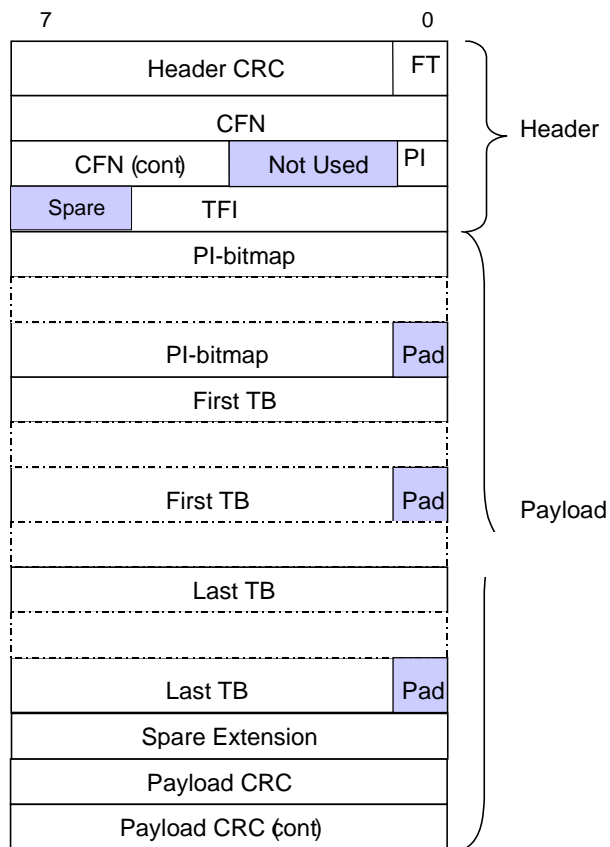 7 0
Header CRC FT
CFN
Header
CFN (cont) Not Used PI
Spare TFI
PI-bitmap
PI-bitmap Pad
First TB
First TB Pad
Payload
Last TB
Last TB Pad
Spare Extension
Payload CRC
Payload CRC (cont)